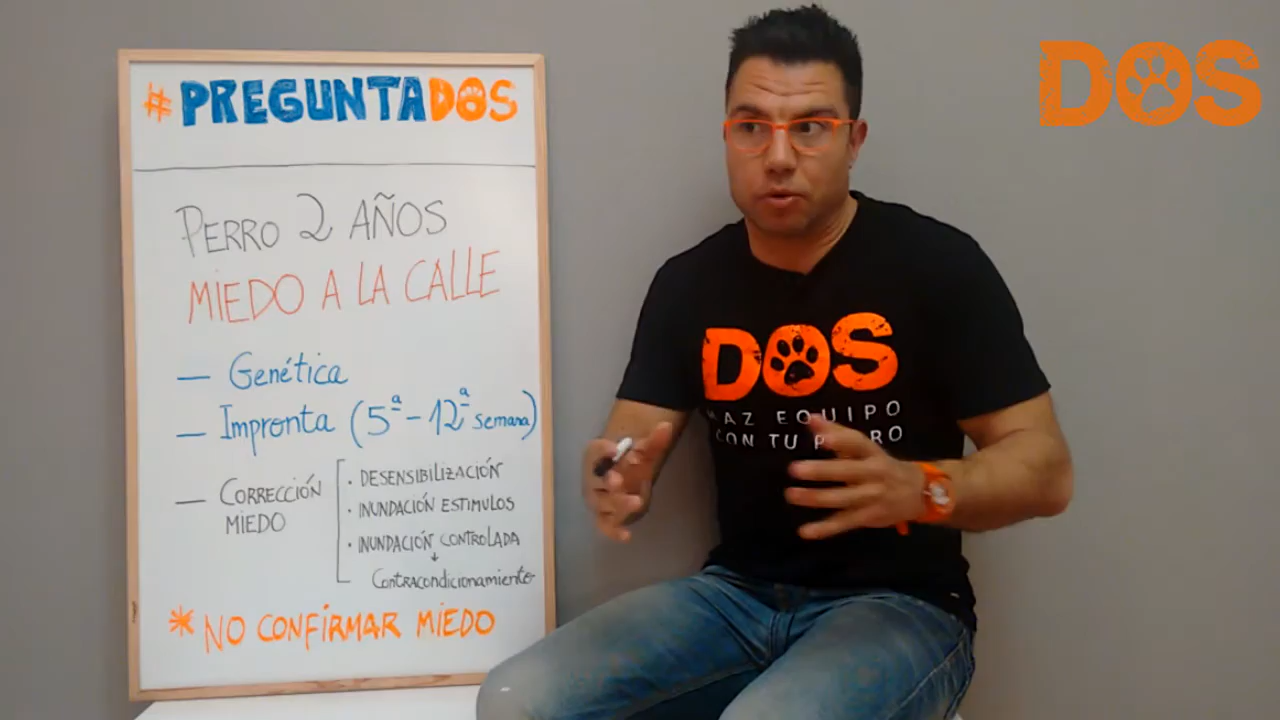 #PREGUNTADOS
PERRO 2 AÑOS
MIEDO A LA CALLE
— Genética
— Impronta (5ª - 12ª semana)
— CORRECCIÓN MIEDO
· DESENSIBILIZACIÓN
· INUNDACIÓN ESTIMULOS
· INUNDACIÓN CONTROLADA
↓
Contracondicionamiento
* NO CONFIRMAR MIEDO
DOS
DOS
HAZ EQUIPO
CON TU